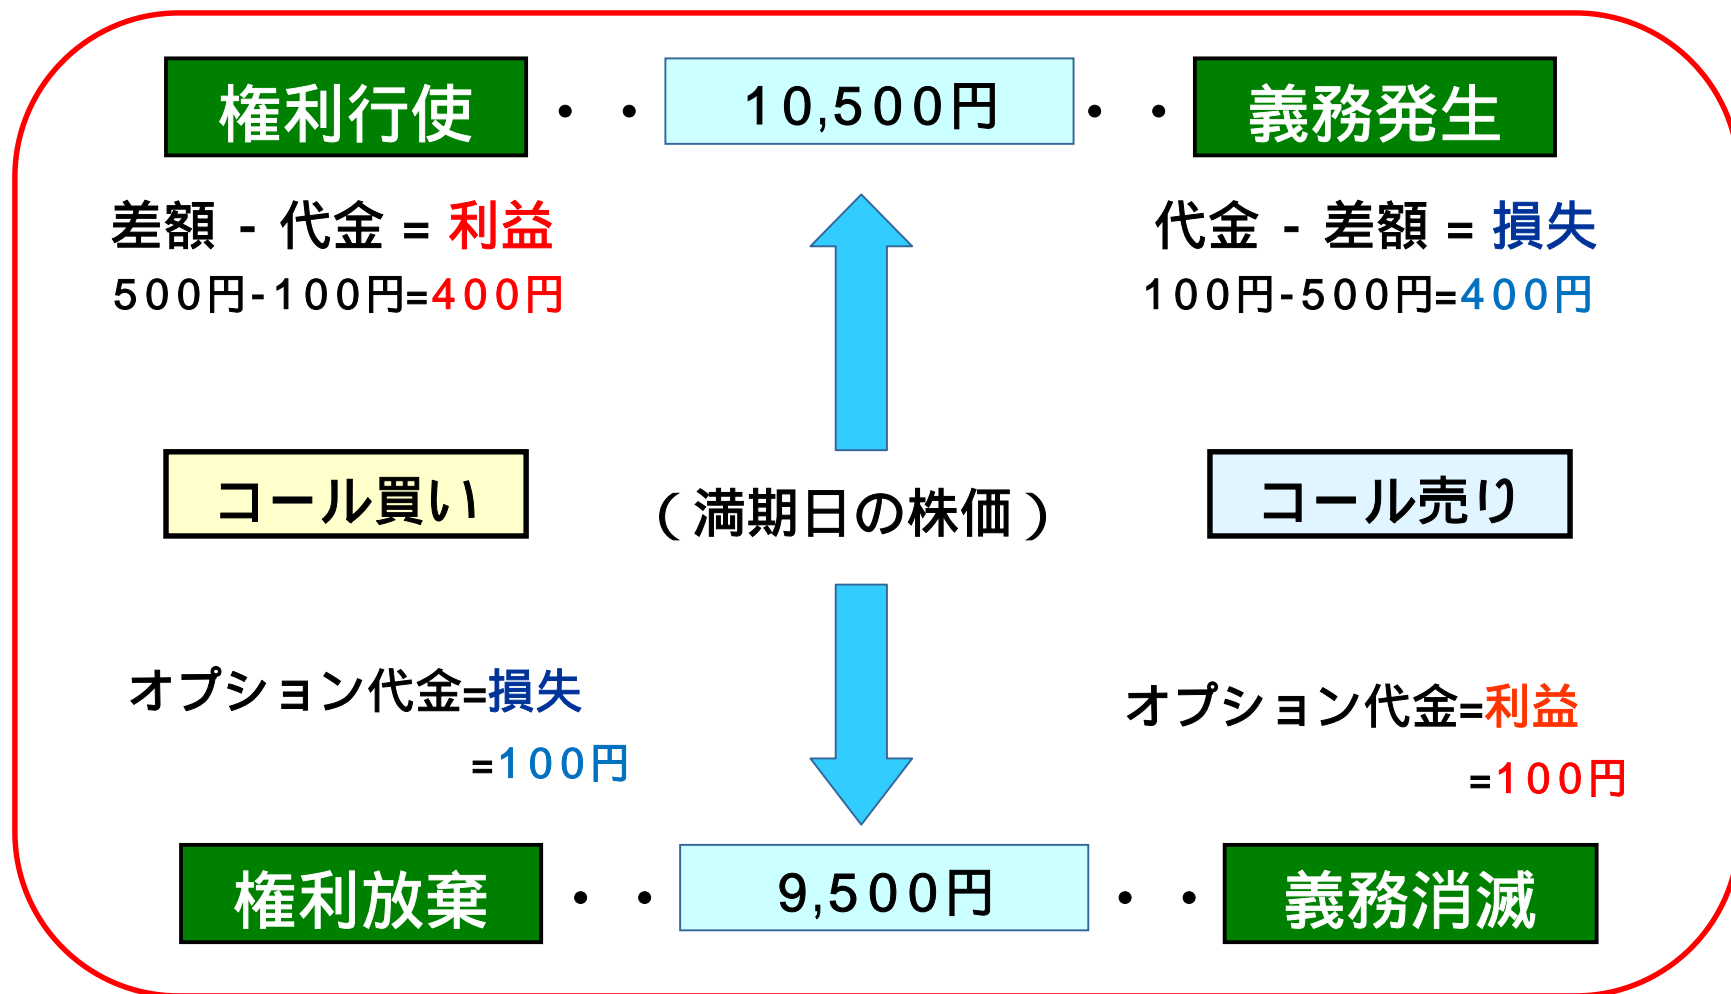 権利行使・・10,500円・・義務発生
差額 - 代金 = 利益
500円-100円=400円
代金 - 差額 = 損失
100円-500円=400円
コール買い
(満期日の株価)
コール売り
オプション代金=損失
=100円
オプション代金=利益
=100円
権利放棄・・9,500円・・義務消滅